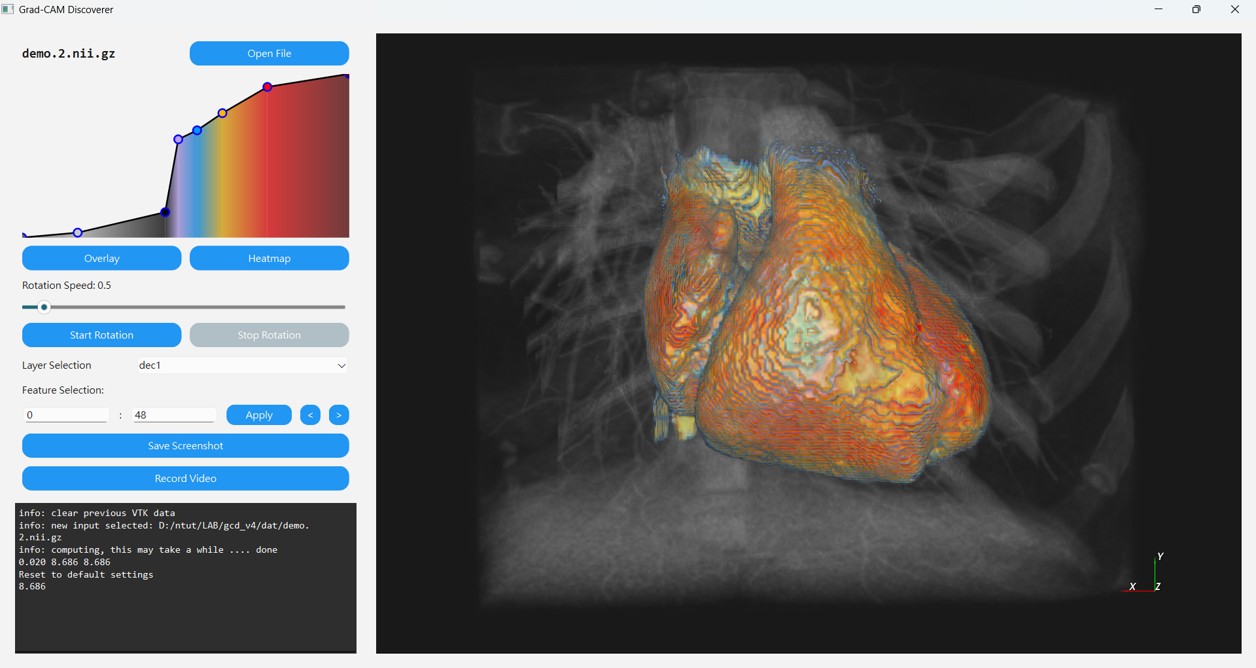 Grad-CAM Discoverer
demo.2.nii.gz
Open File
Overlay
Heatmap
Rotation Speed: 0.5
Start Rotation
Stop Rotation
Layer Selection
dec1
Feature Selection:
0 : 48 Apply < >
Save Screenshot
Record Video
info: clear previous VTK data
info: new input selected: D:/ntut/LAB/gcd_v4/dat/demo.
2.nii.gz
info: computing, this may take a while .... done
0.020 8.686 8.686
Reset to default settings
8.686
Y
X
Z